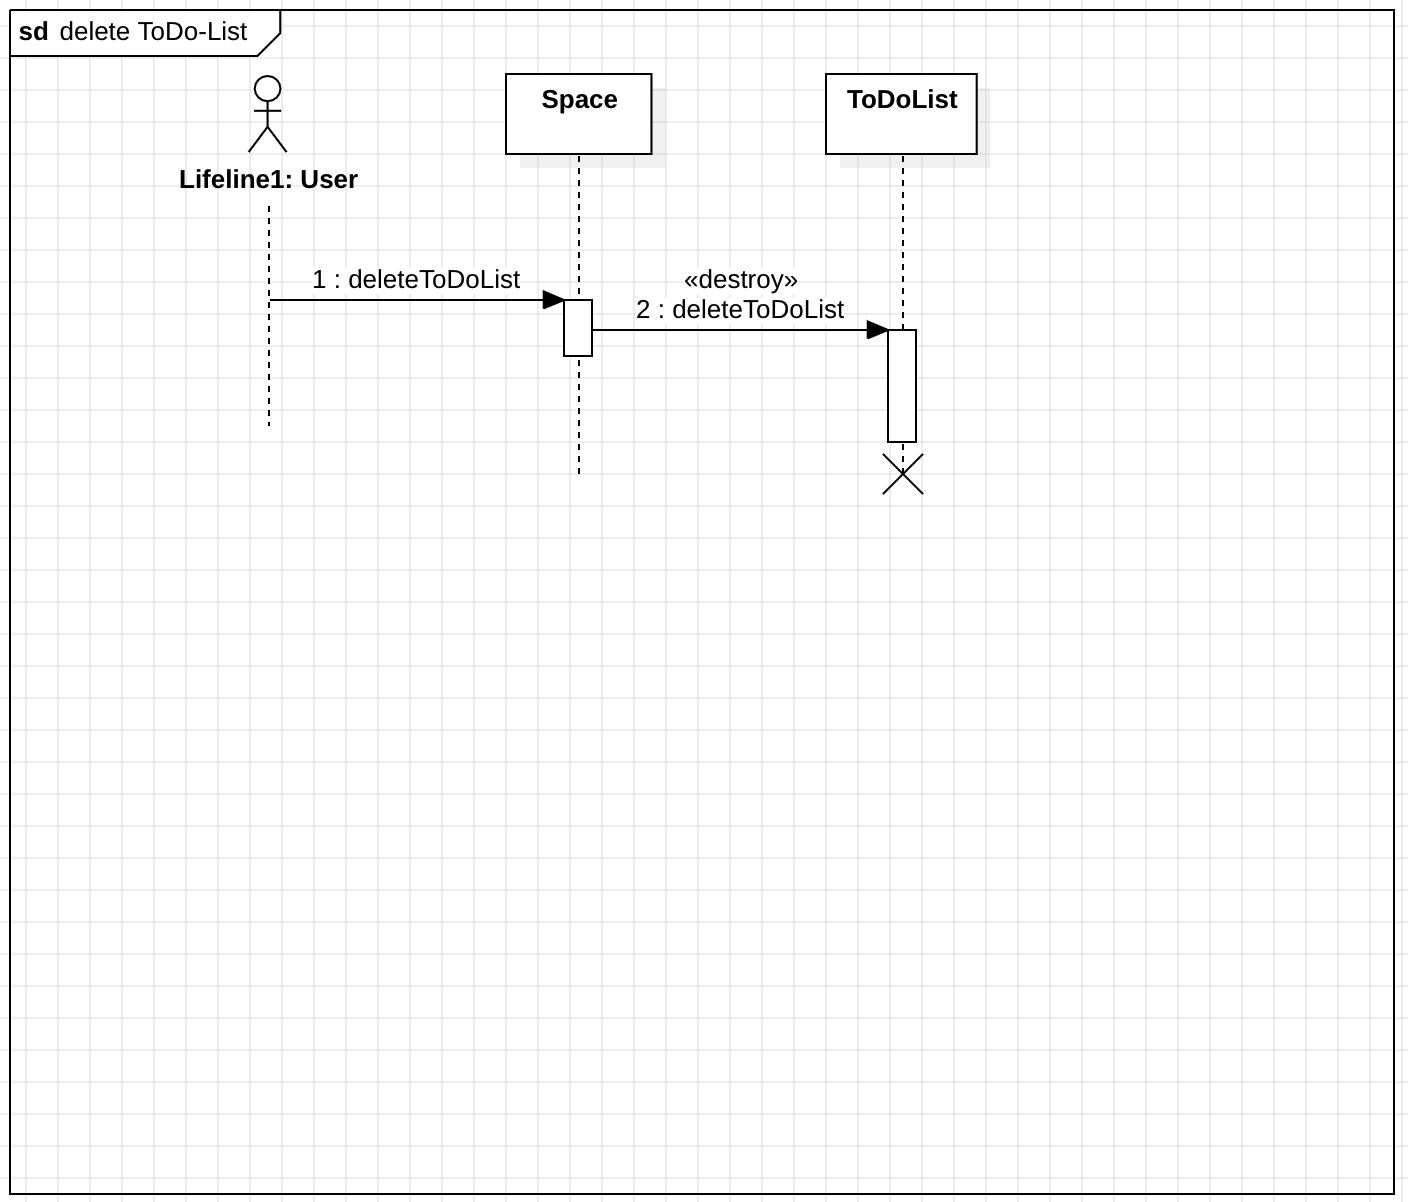 sd delete ToDo-List
Space
ToDoList
Lifeline1: User
1 : deleteToDoList
«destroy»
2 : deleteToDoList